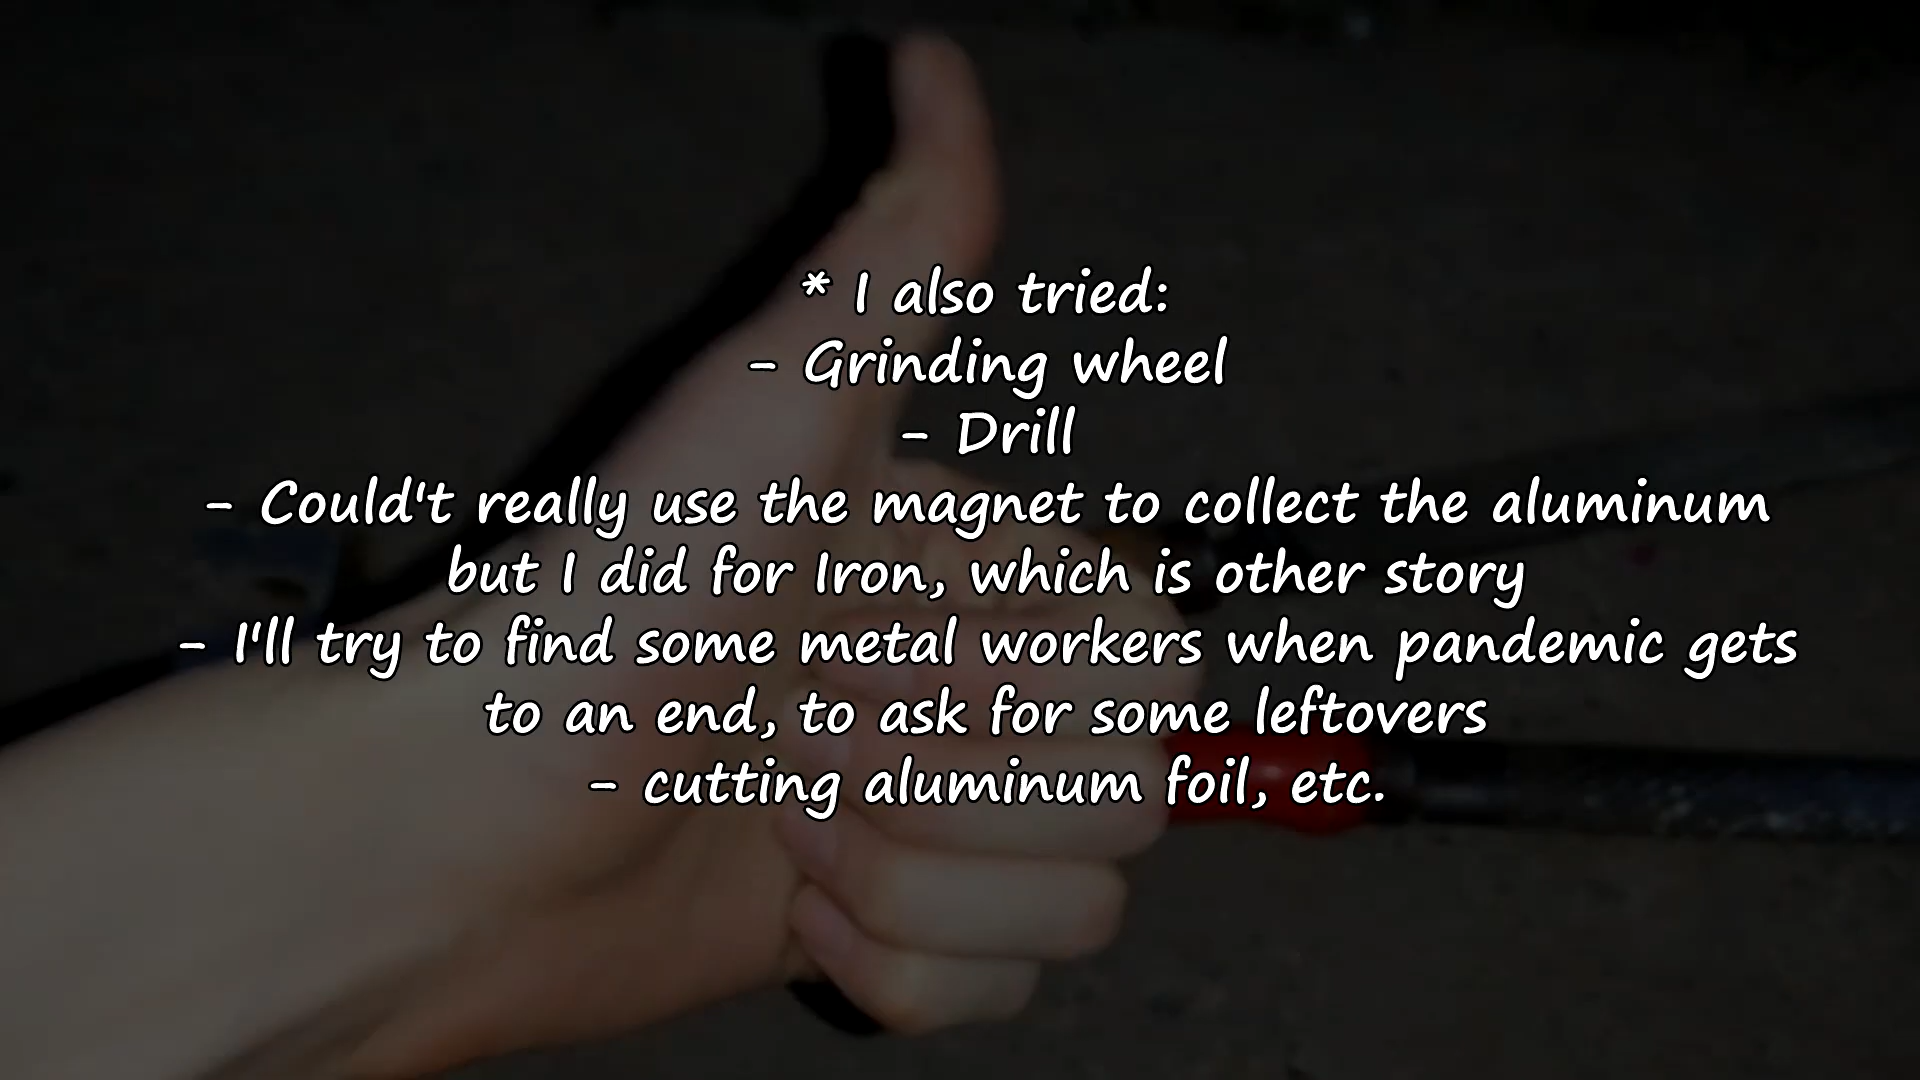 * I also tried:
- Grinding wheel
- Drill
- Could't really use the magnet to collect the aluminum
but I did for Iron, which is other story
- I'll try to find some metal workers when pandemic gets
to an end, to ask for some leftovers
- cutting aluminum foil, etc.